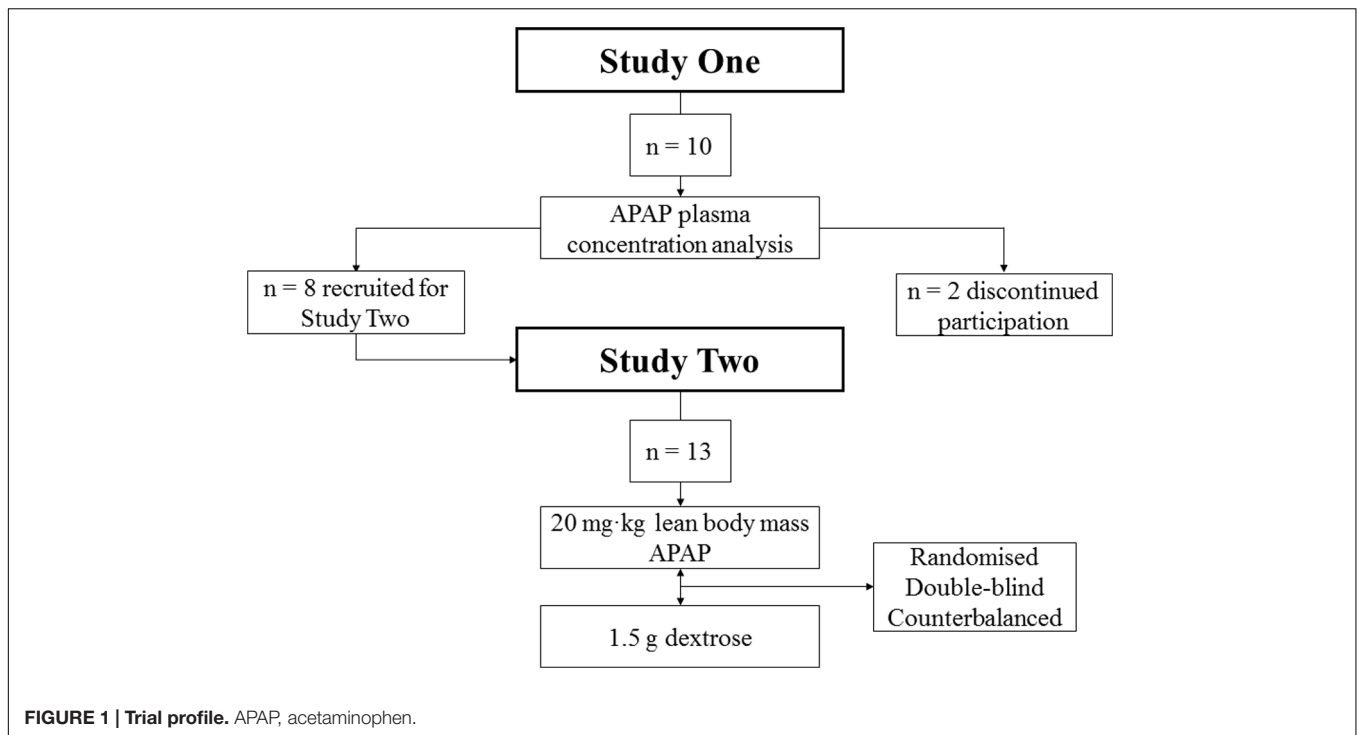 Study One
n = 10
APAP plasma
concentration analysis
n = 8 recruited for
Study Two
n = 2 discontinued
participation
Study Two
n = 13
20 mg·kg lean body mass
APAP
Randomised
Double-blind
Counterbalanced
1.5 g dextrose
FIGURE 1 | Trial profile. APAP, acetaminophen.